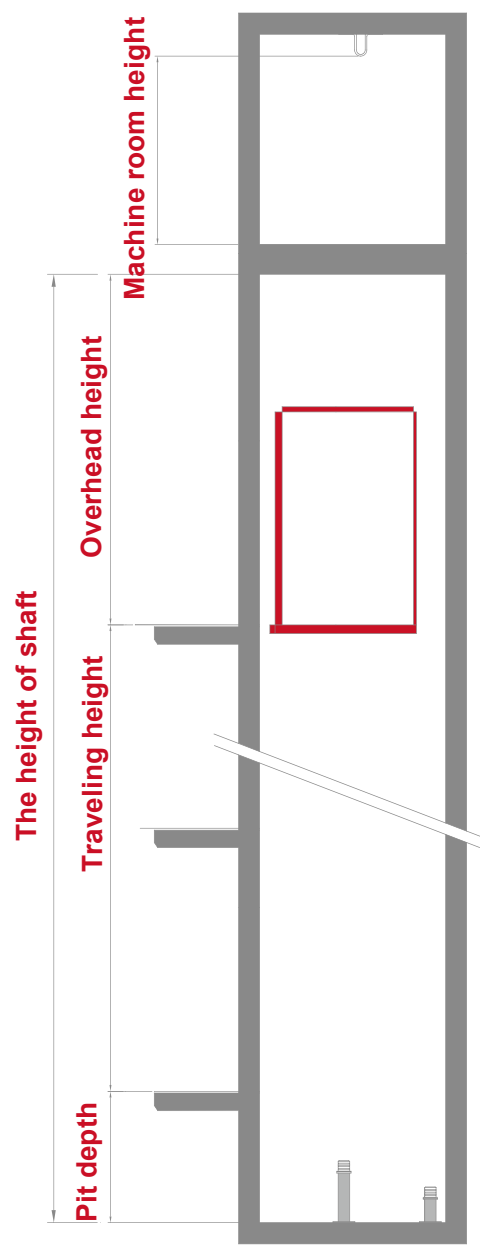 Machine room height
Overhead height
The height of shaft
Traveling height
Pit depth